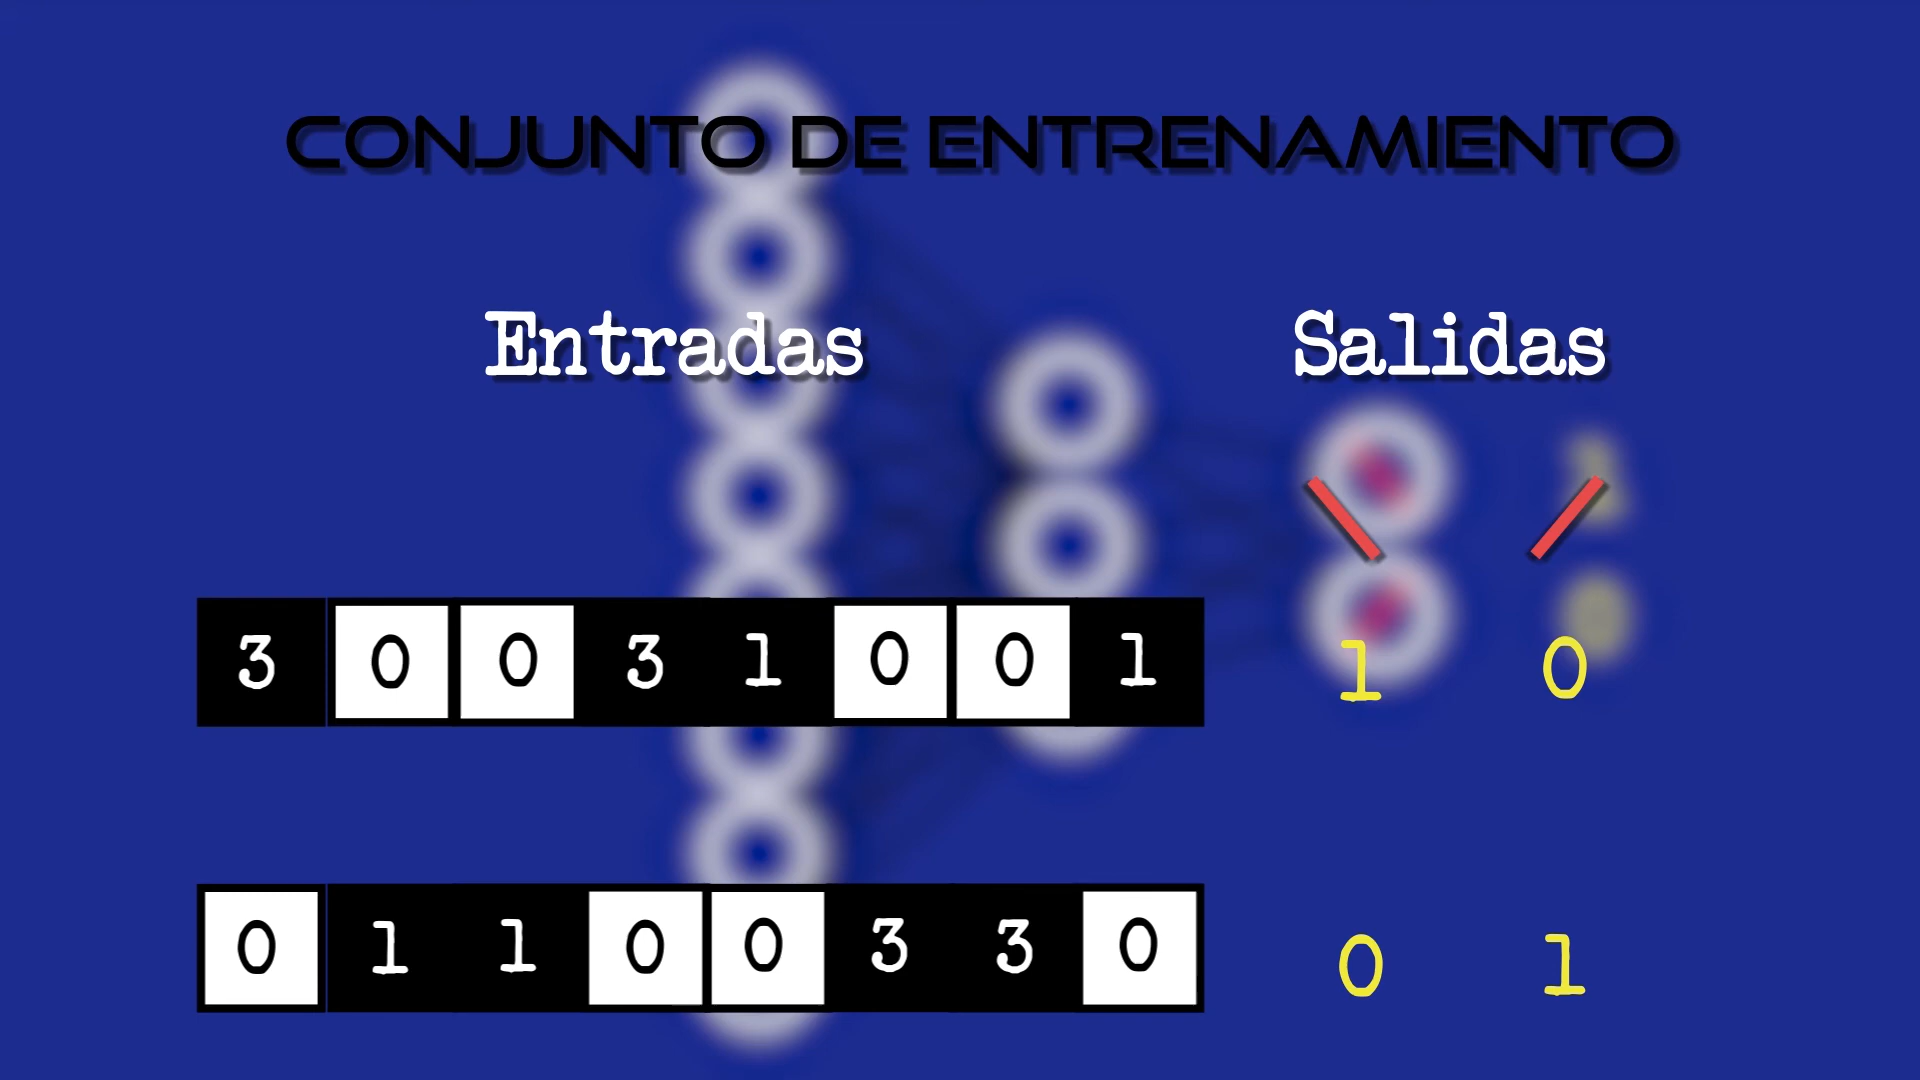 CONJUNTO DE ENTRENAMIENTO
Entradas Salidas
3 0 0 3 1 0 0 1 1 0
0 1 1 0 0 3 3 0 0 1